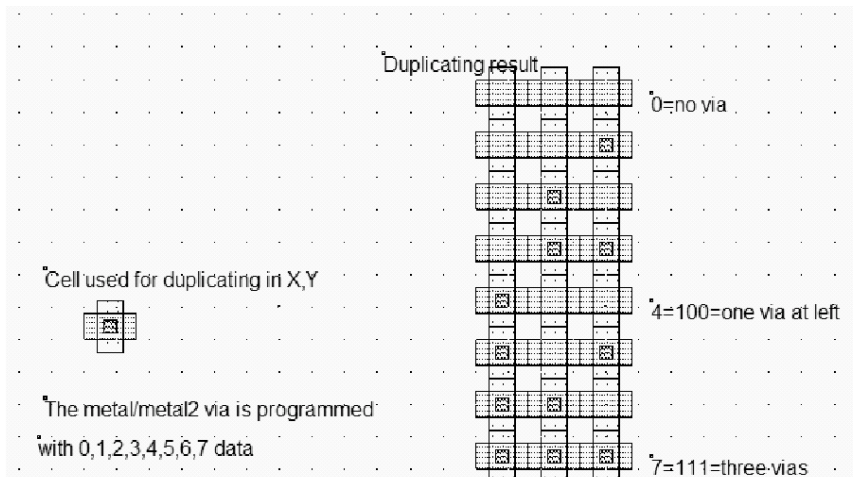 Duplicating result
0=no via
Cell used for duplicating in X,Y
4=100=one via at left
The metal/metal2 via is programmed
with 0,1,2,3,4,5,6,7 data
7=111=three vias